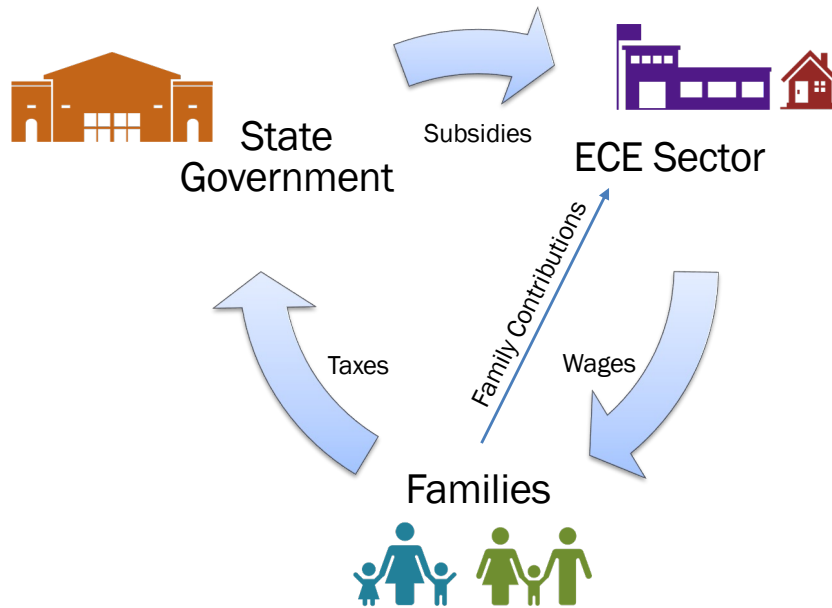 State
Government
Subsidies
ECE Sector
Family Contributions
Taxes
Wages
Families